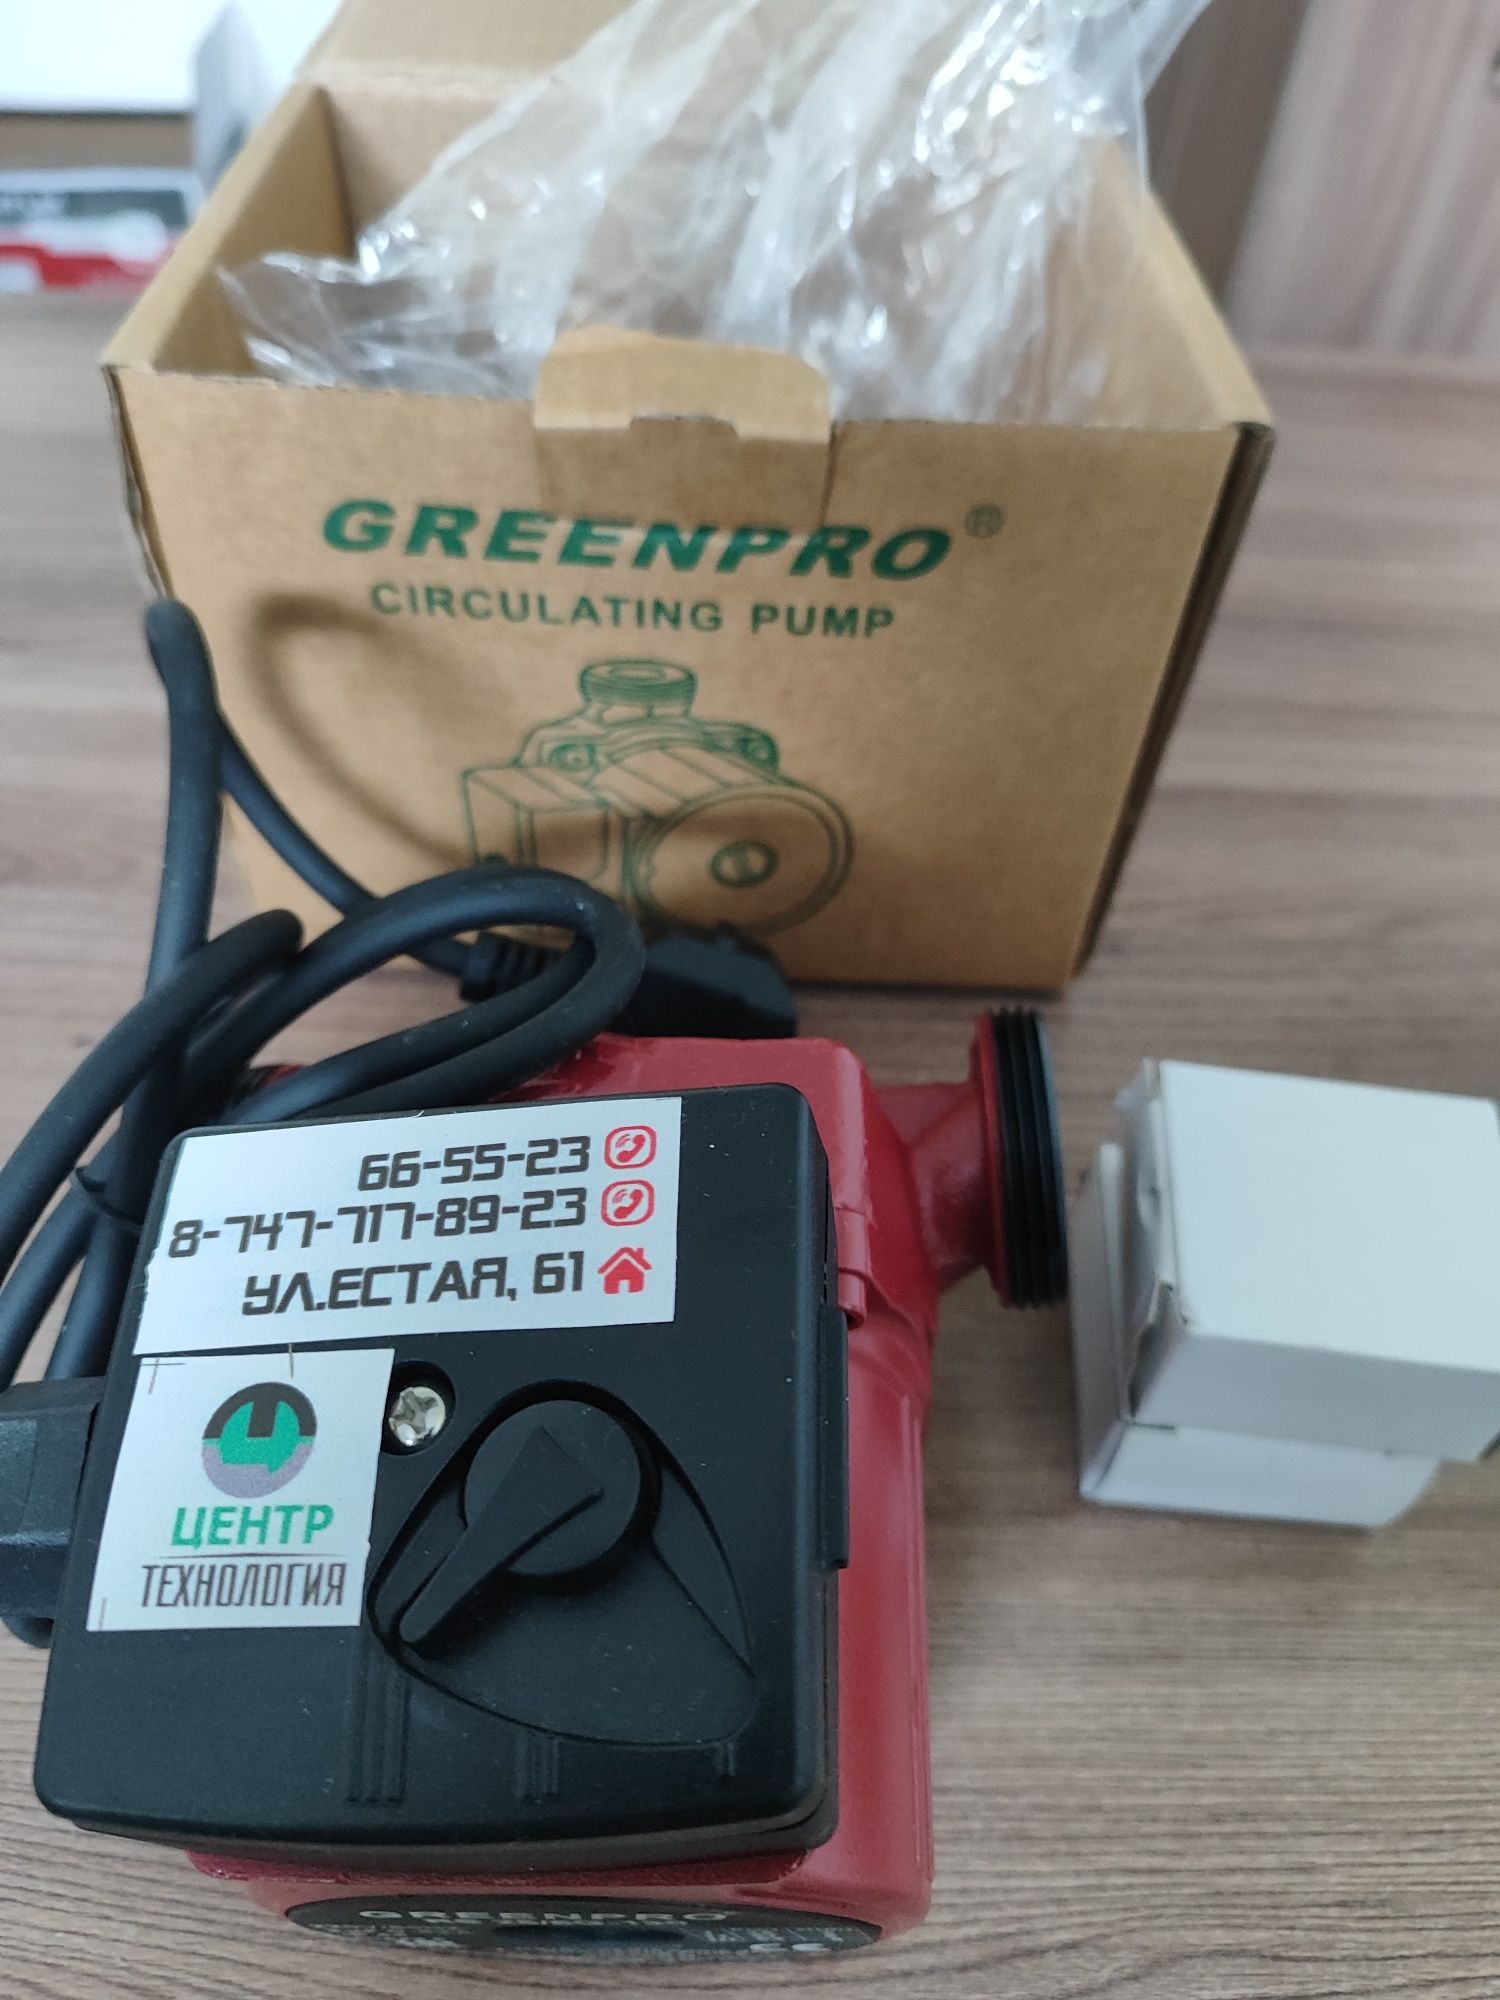 GREENPRO®
CIRCULATING PUMP
66-55-23
8-747-717-89-23
УЛ.ЕСТАЯ, 61
ЦЕНТР
ТЕХНОЛОГИЯ
GREENPRO